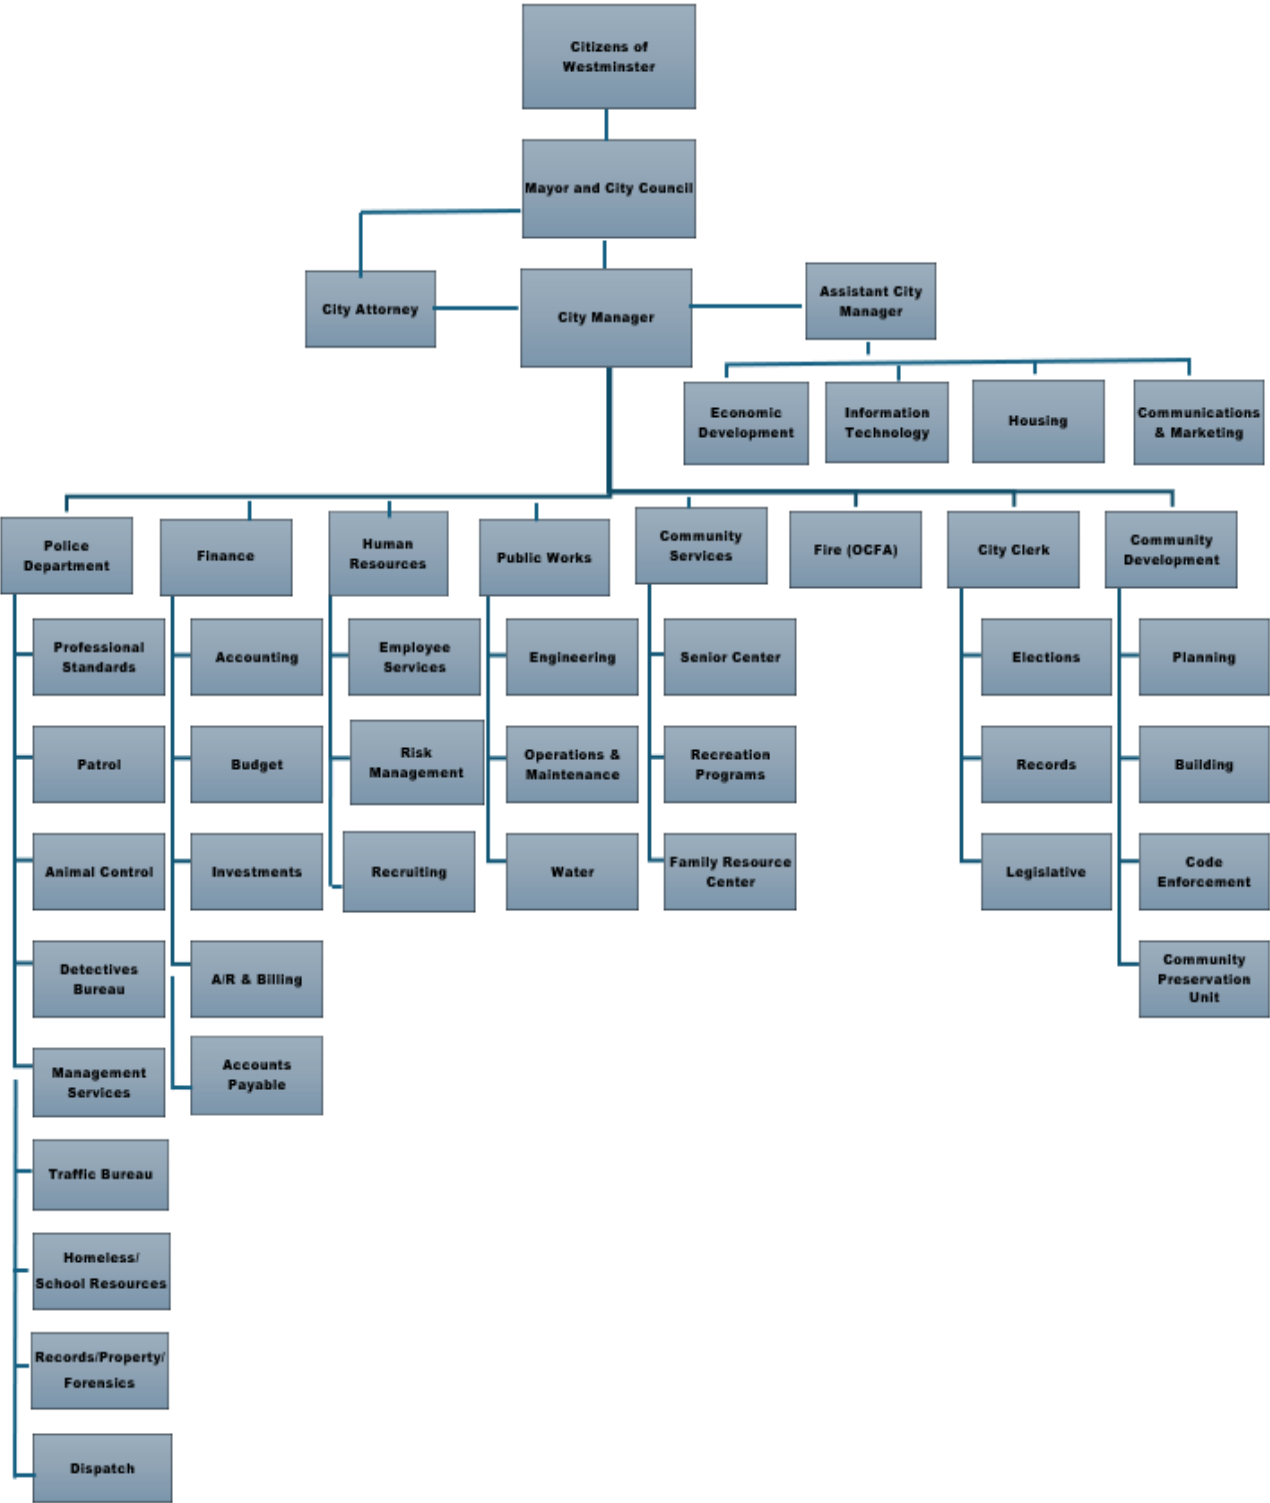 Citizens of
Westminster
Mayor and City Council
City Attorney
City Manager
Assistant City
Manager
Economic
Development
Information
Technology
Housing
Communications
& Marketing
Police
Department
Finance
Human
Resources
Public Works
Community
Services
Fire (OCFA)
City Clerk
Community
Development
Professional
Standards
Accounting
Employee
Services
Engineering
Senior Center
Elections
Planning
Patrol
Budget
Risk
Management
Operations &
Maintenance
Recreation
Programs
Records
Building
Animal Control
Investments
Recruiting
Water
Family Resource
Center
Legislative
Code
Enforcement
Detectives
Bureau
A/R & Billing
Community
Preservation
Unit
Management
Services
Accounts
Payable
Traffic Bureau
Homeless/
School Resources
Records/Property/
Forensics
Dispatch